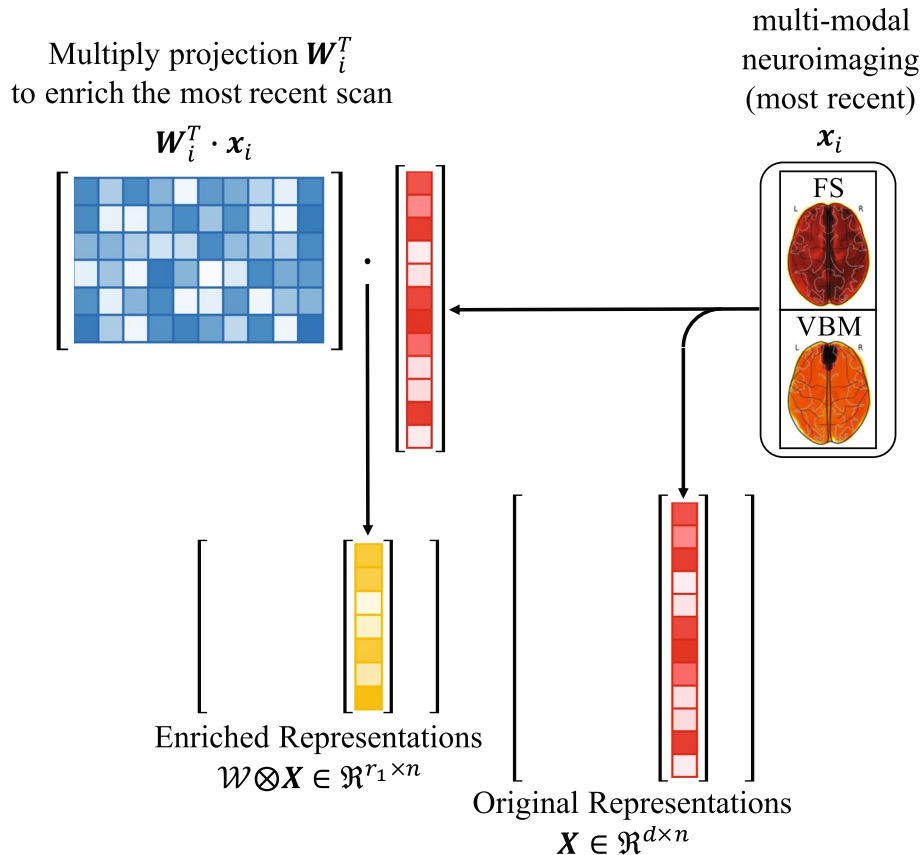 Multiply projection 𝑾ᵢᵀ
to enrich the most recent scan
𝑾ᵢᵀ · 𝒙ᵢ
multi-modal
neuroimaging
(most recent)
𝒙ᵢ
FS
L R
VBM
L R
·
Enriched Representations
𝒲⨂𝑿 ∈ ℜ^{r₁×n}
Original Representations
𝑿 ∈ ℜ^{d×n}